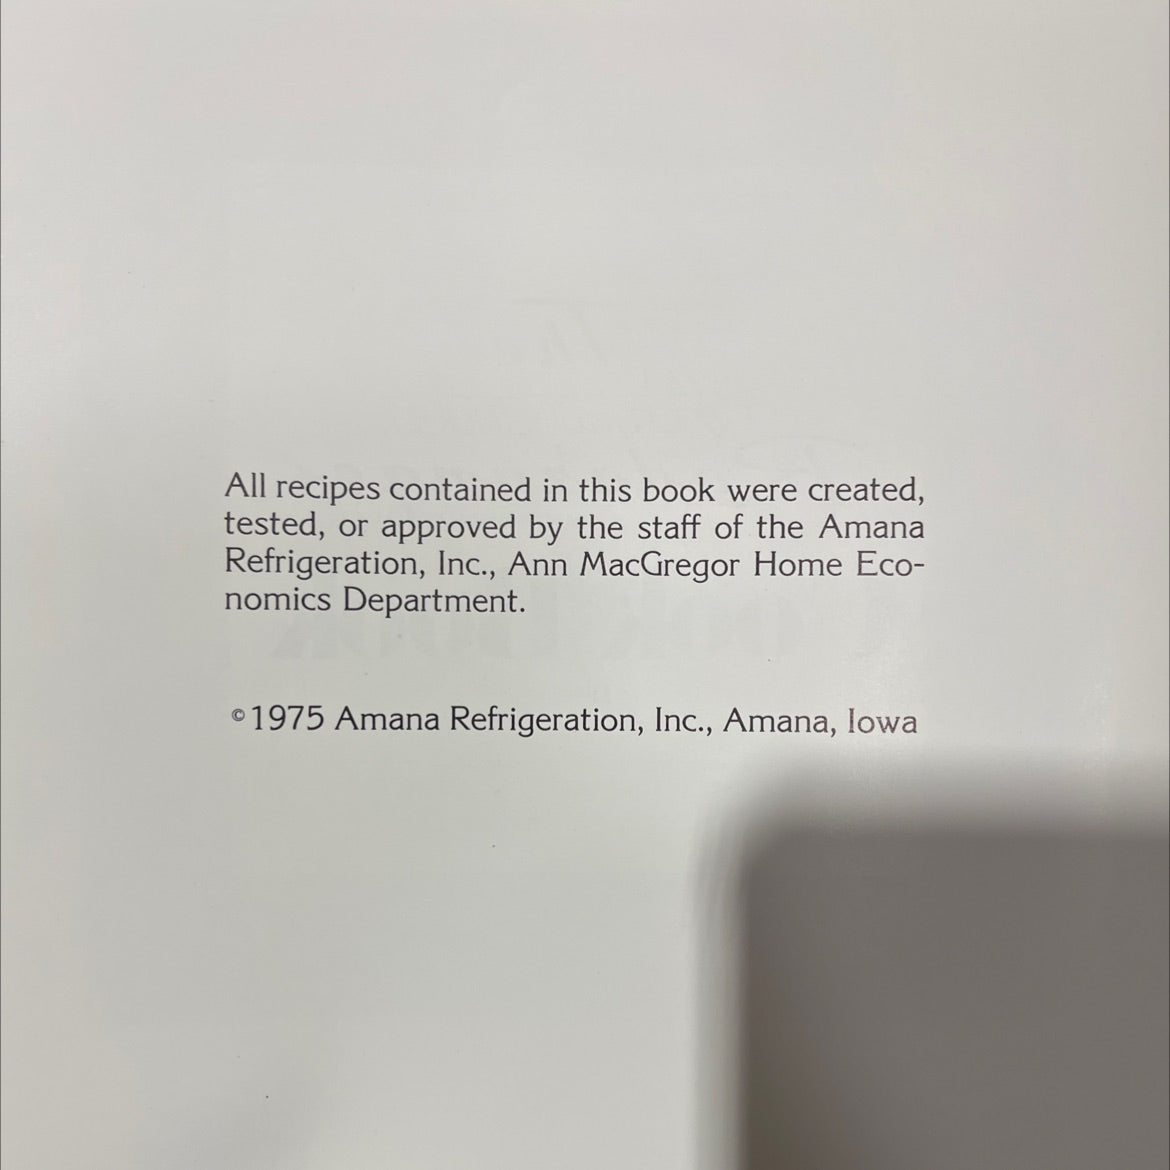 All recipes contained in this book were created,
tested, or approved by the staff of the Amana
Refrigeration, Inc., Ann MacGregor Home Eco-
nomics Department.
©1975 Amana Refrigeration, Inc., Amana, Iowa